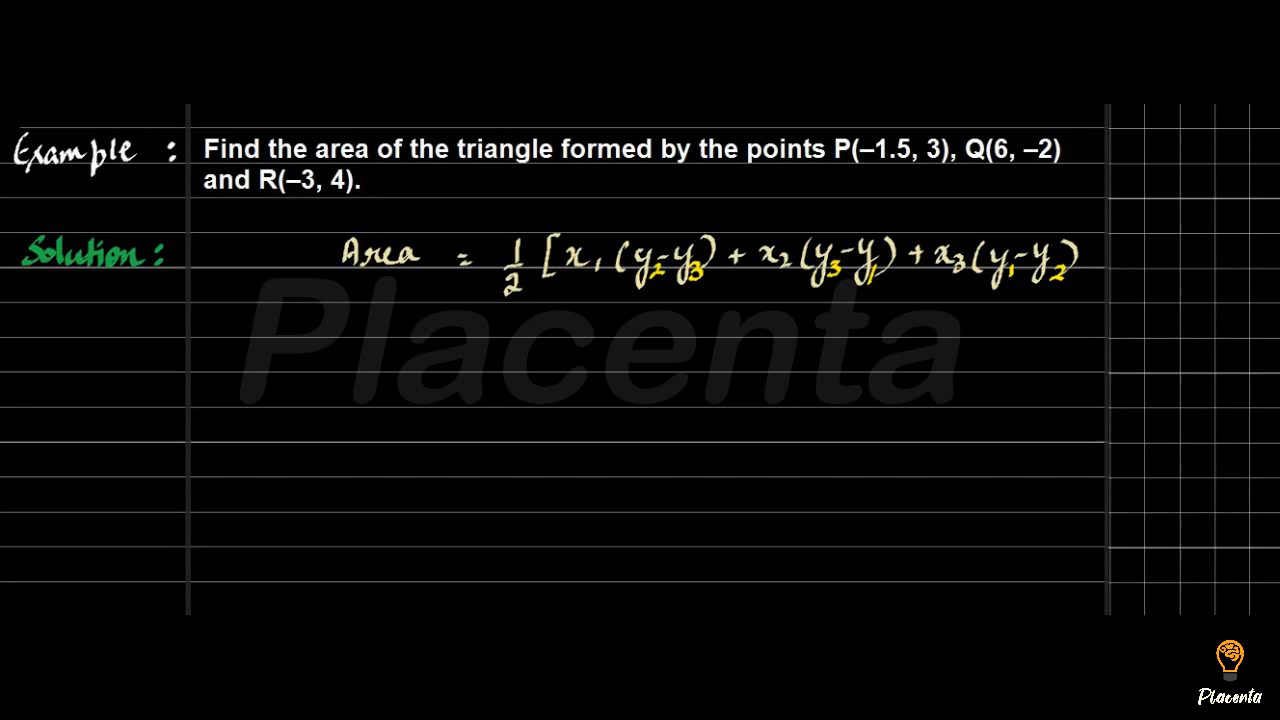 Example : Find the area of the triangle formed by the points P(–1.5, 3), Q(6, –2)
and R(–3, 4).
Solution : Area = 1/2 [x₁(y₂-y₃) + x₂(y₃-y₁) + x₃(y₁-y₂)
Placenta
Placenta